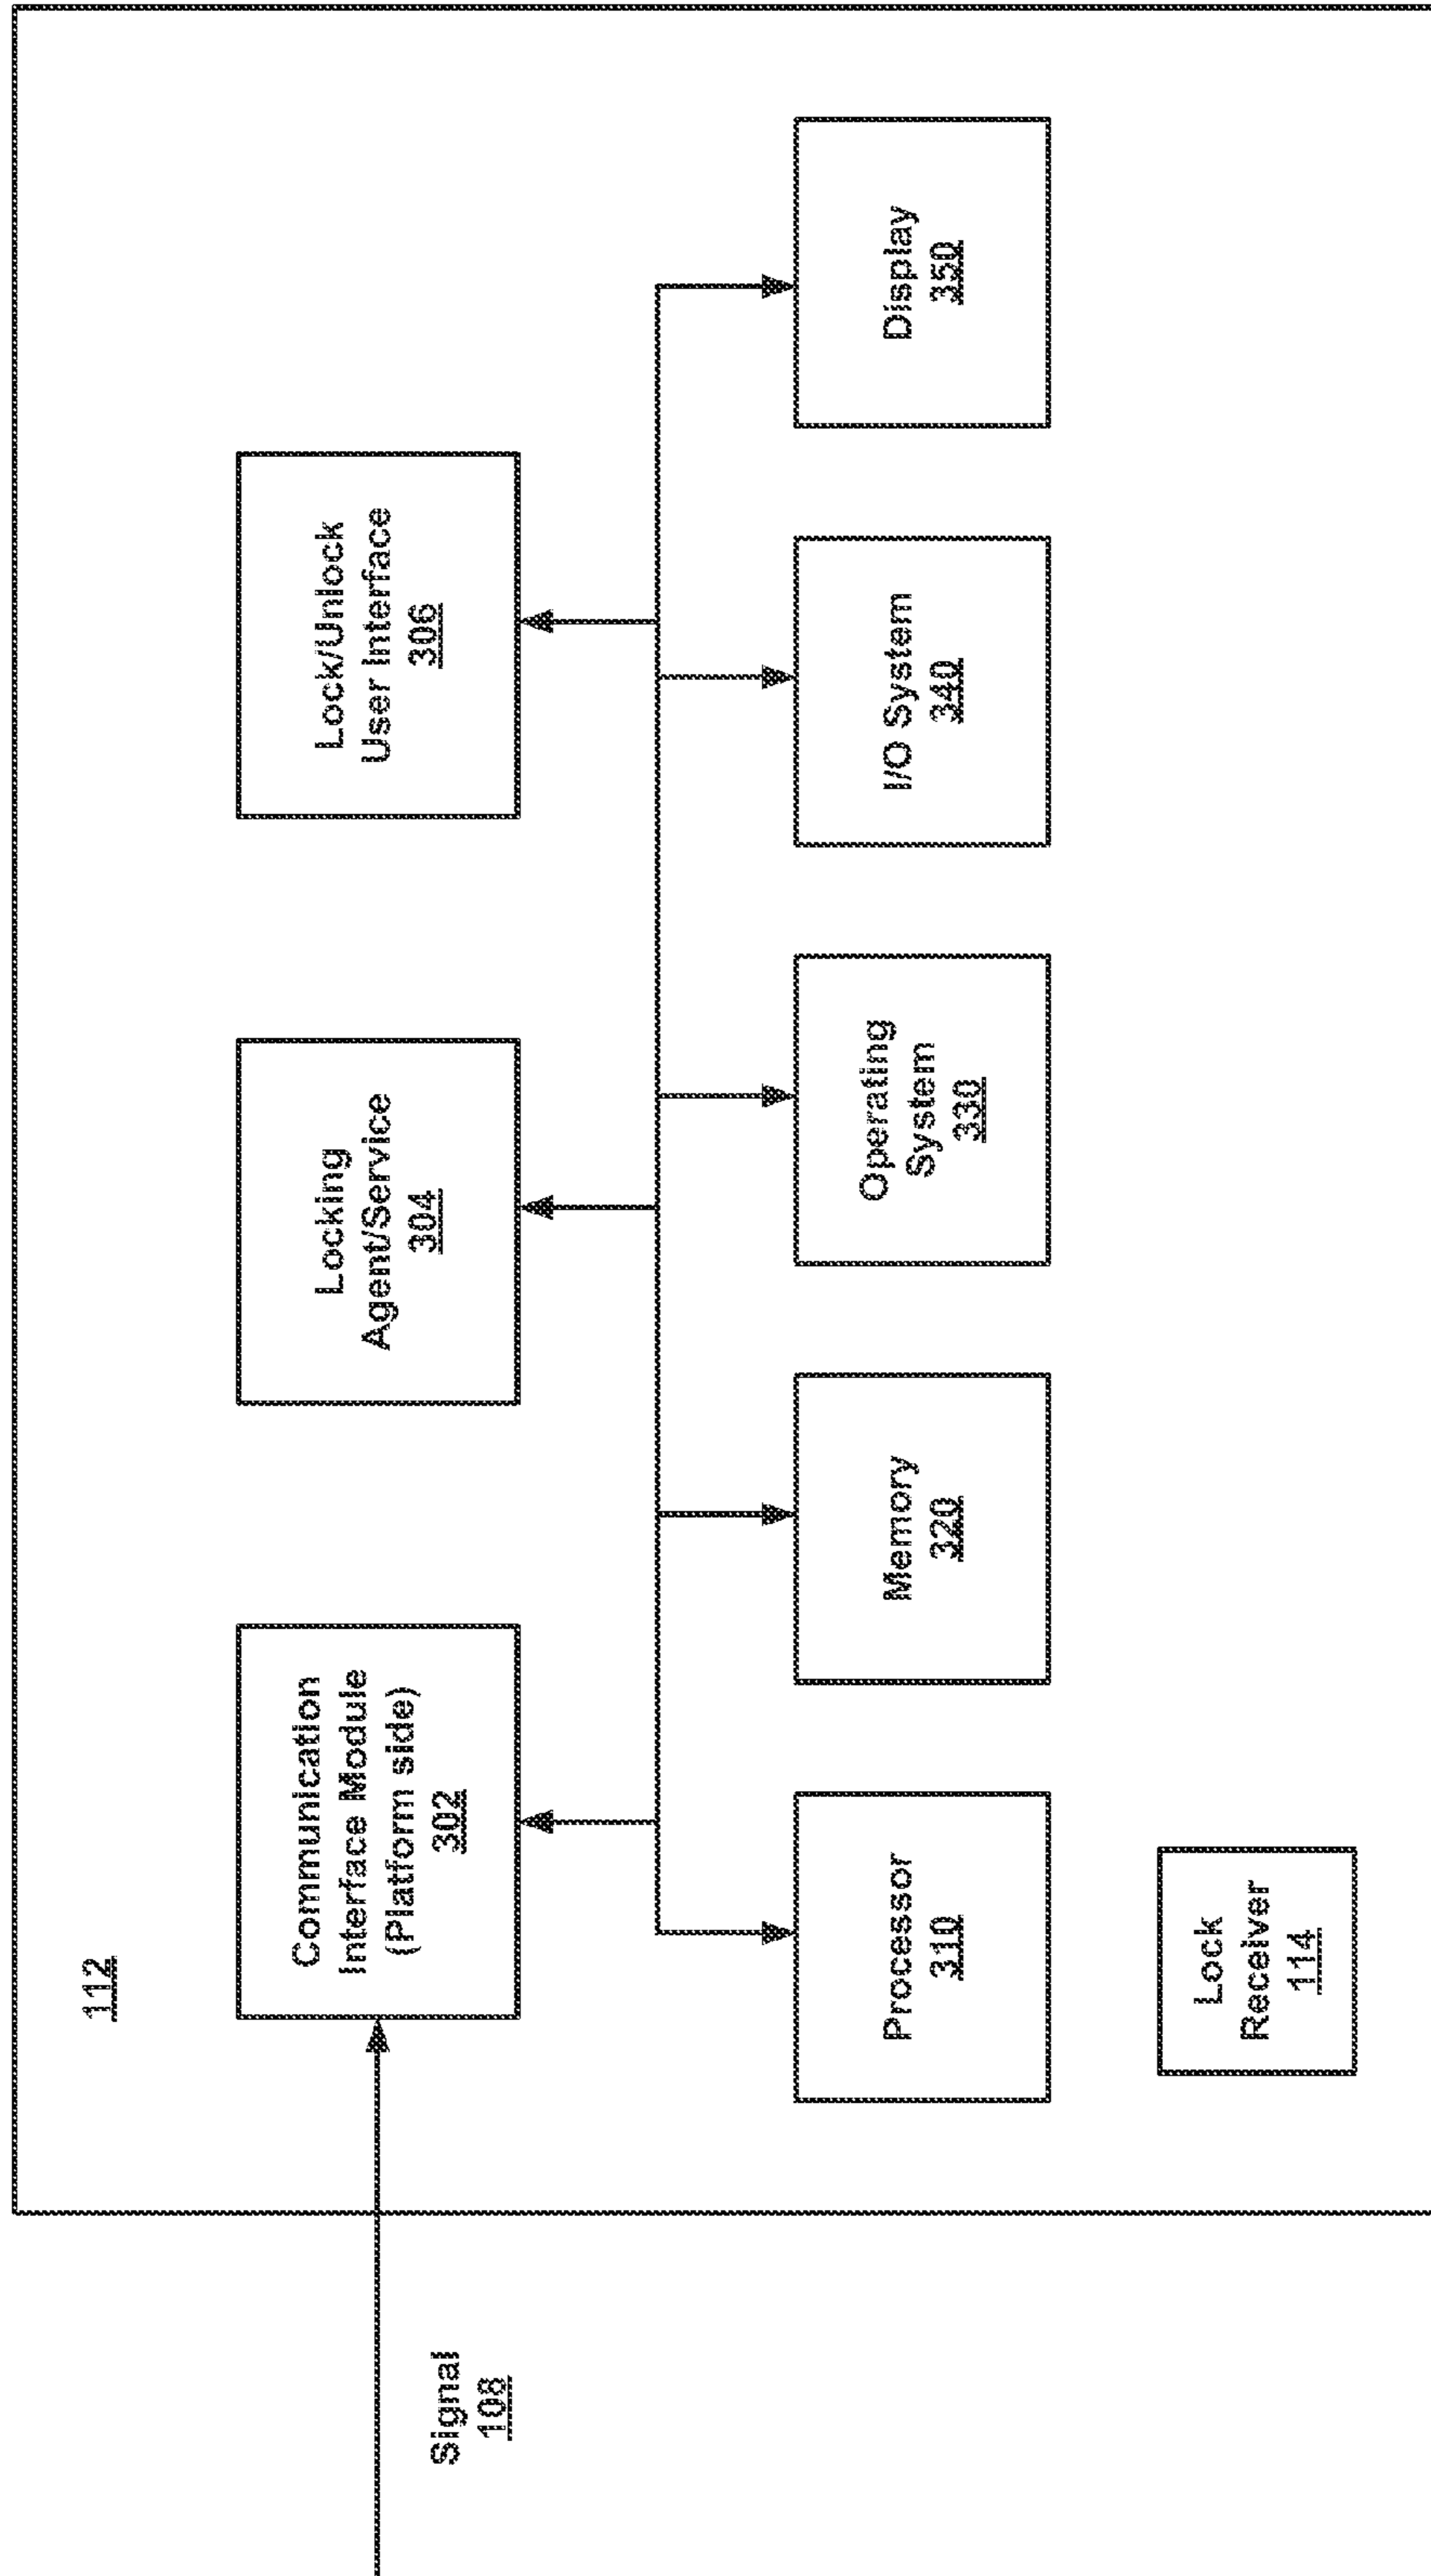 112
Signal
108
Communication
Interface Module
(Platform side)
302
Locking
Agent/Service
304
Lock/Unlock
User Interface
306
Processor
310
Memory
320
Operating
System
330
I/O System
340
Display
350
Lock
Receiver
114